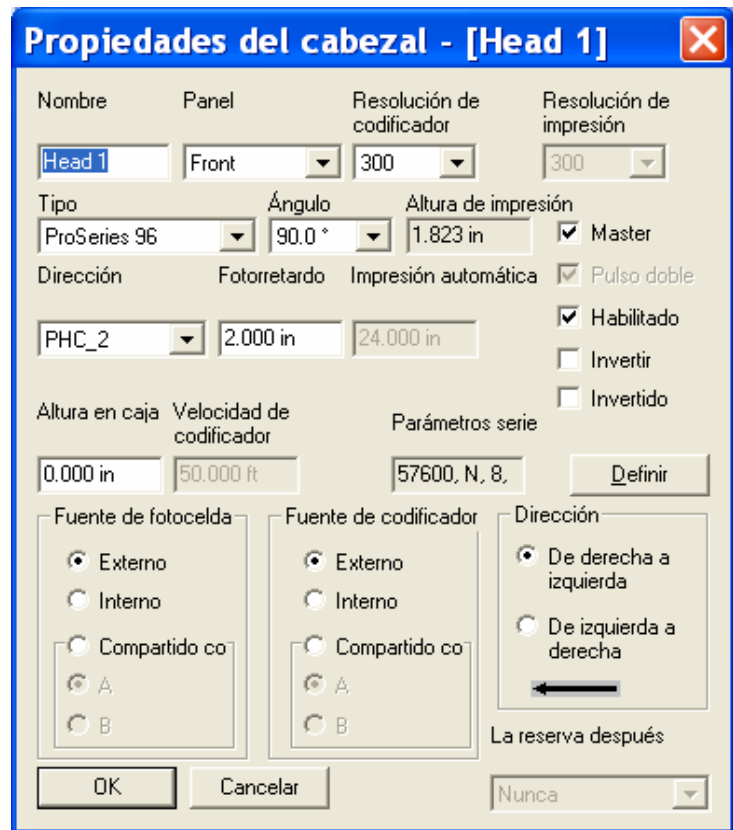 Propiedades del cabezal - [Head 1]
Nombre
Panel
Resolución de
codificador
Resolución de
impresión
Head 1
Front
300
300
Tipo
Ángulo
Altura de impresión
ProSeries 96
90.0 °
1.823 in
Master
Dirección
Fotorretardo
Impresión automática
Pulso doble
PHC_2
2.000 in
24.000 in
Habilitado
Invertir
Invertido
Altura en caja
Velocidad de
codificador
Parámetros serie
0.000 in
50.000 ft
57600, N, 8,
Definir
Fuente de fotocelda
Externo
Interno
Compartido co
A
B
Fuente de codificador
Externo
Interno
Compartido co
A
B
Dirección
De derecha a
izquierda
De izquierda a
derecha
La reserva después
Nunca
OK
Cancelar